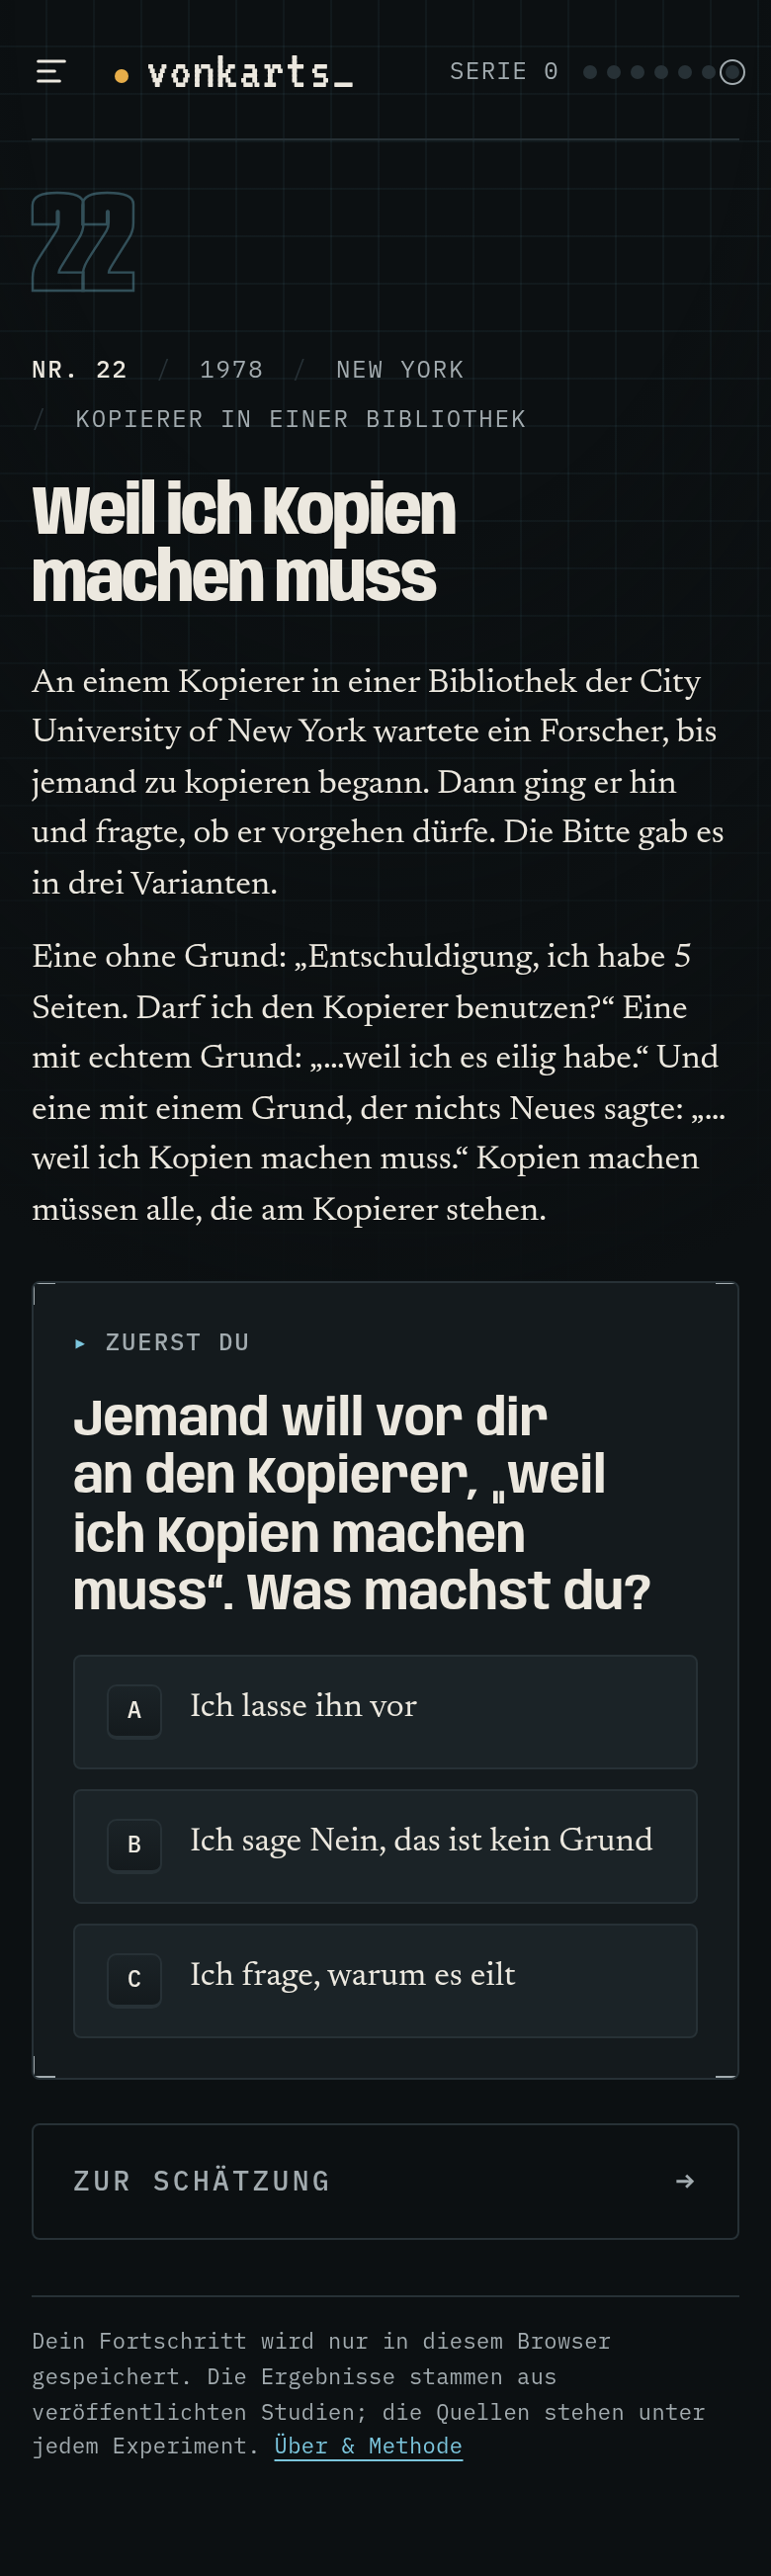 vonkarts_
SERIE 0
22
NR. 22 / 1978 / NEW YORK
/ KOPIERER IN EINER BIBLIOTHEK
Weil ich Kopien
machen muss
An einem Kopierer in einer Bibliothek der City
University of New York wartete ein Forscher, bis
jemand zu kopieren begann. Dann ging er hin
und fragte, ob er vorgehen dürfe. Die Bitte gab es
in drei Varianten.
Eine ohne Grund: „Entschuldigung, ich habe 5
Seiten. Darf ich den Kopierer benutzen?“ Eine
mit echtem Grund: „…weil ich es eilig habe.“ Und
eine mit einem Grund, der nichts Neues sagte: „…
weil ich Kopien machen muss.“ Kopien machen
müssen alle, die am Kopierer stehen.
▸ ZUERST DU
Jemand will vor dir
an den Kopierer, „weil
ich Kopien machen
muss“. Was machst du?
A Ich lasse ihn vor
B Ich sage Nein, das ist kein Grund
C Ich frage, warum es eilt
ZUR SCHÄTZUNG →
Dein Fortschritt wird nur in diesem Browser
gespeichert. Die Ergebnisse stammen aus
veröffentlichten Studien; die Quellen stehen unter
jedem Experiment. Über & Methode